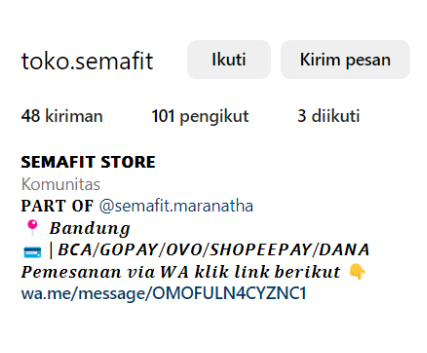 toko.semafit Ikuti Kirim pesan
48 kiriman 101 pengikut 3 diikuti
SEMAFIT STORE
Komunitas
PART OF @semafit.maranatha
📍 Bandung
💳 | BCA/GOPAY/OVO/SHOPEEPAY/DANA
Pemesanan via WA klik link berikut 👇
wa.me/message/OMOFULN4CYZNC1